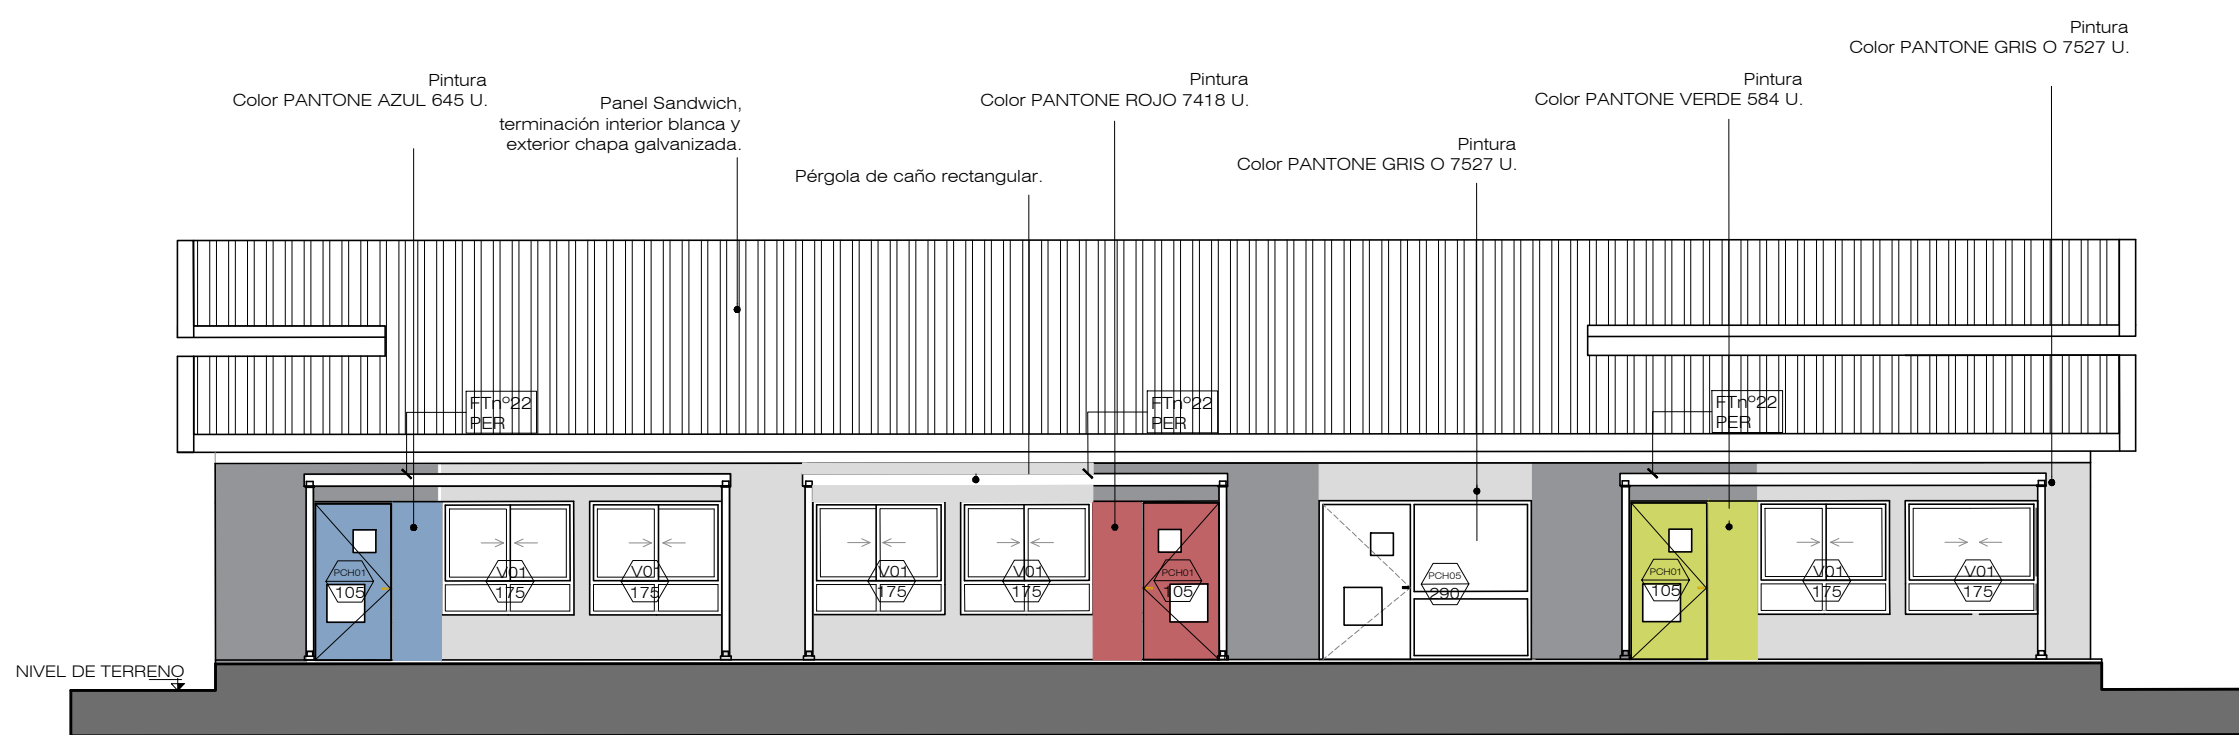 Pintura
Color PANTONE GRIS O 7527 U.
Pintura
Color PANTONE AZUL 645 U.
Panel Sandwich,
terminación interior blanca y
exterior chapa galvanizada.
Pérgola de caño rectangular.
Pintura
Color PANTONE ROJO 7418 U.
Pintura
Color PANTONE GRIS O 7527 U.
Pintura
Color PANTONE VERDE 584 U.
FTnº22
PER
FTnº22
PER
FTnº22
PER
PCH01
105
V01
175
V01
175
V01
175
V01
175
PCH01
105
PCH05
290
PCH01
105
V01
175
V01
175
NIVEL DE TERRENO